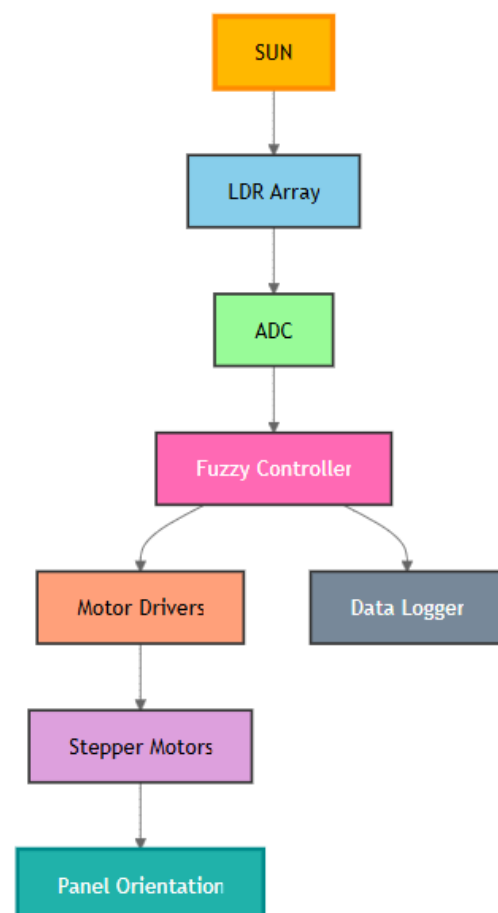 SUN
LDR Array
ADC
Fuzzy Controller
Motor Drivers
Data Logger
Stepper Motors
Panel Orientation